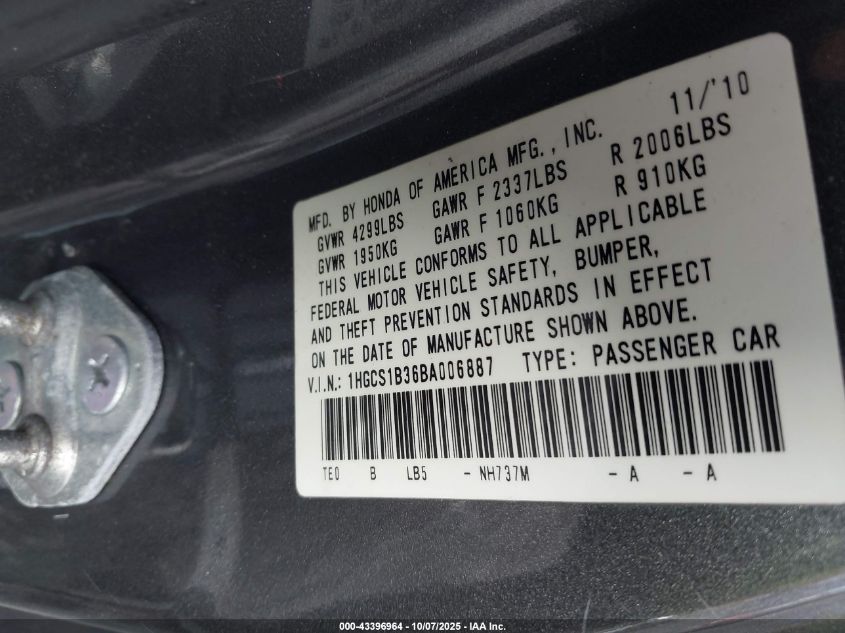 11/'10
MFD. BY HONDA OF AMERICA MFG., INC.
GVWR 4299LBS GAWR F 2337LBS R 2006LBS
GVWR 1950KG GAWR F 1060KG R 910KG
THIS VEHICLE CONFORMS TO ALL APPLICABLE
FEDERAL MOTOR VEHICLE SAFETY, BUMPER,
AND THEFT PREVENTION STANDARDS IN EFFECT
ON THE DATE OF MANUFACTURE SHOWN ABOVE.
V.I.N.: 1HGCS1B36BA006887 TYPE: PASSENGER CAR
TE0 B LB5 - NH737M - A - A
000-43396964 - 10/07/2025 - IAA Inc.